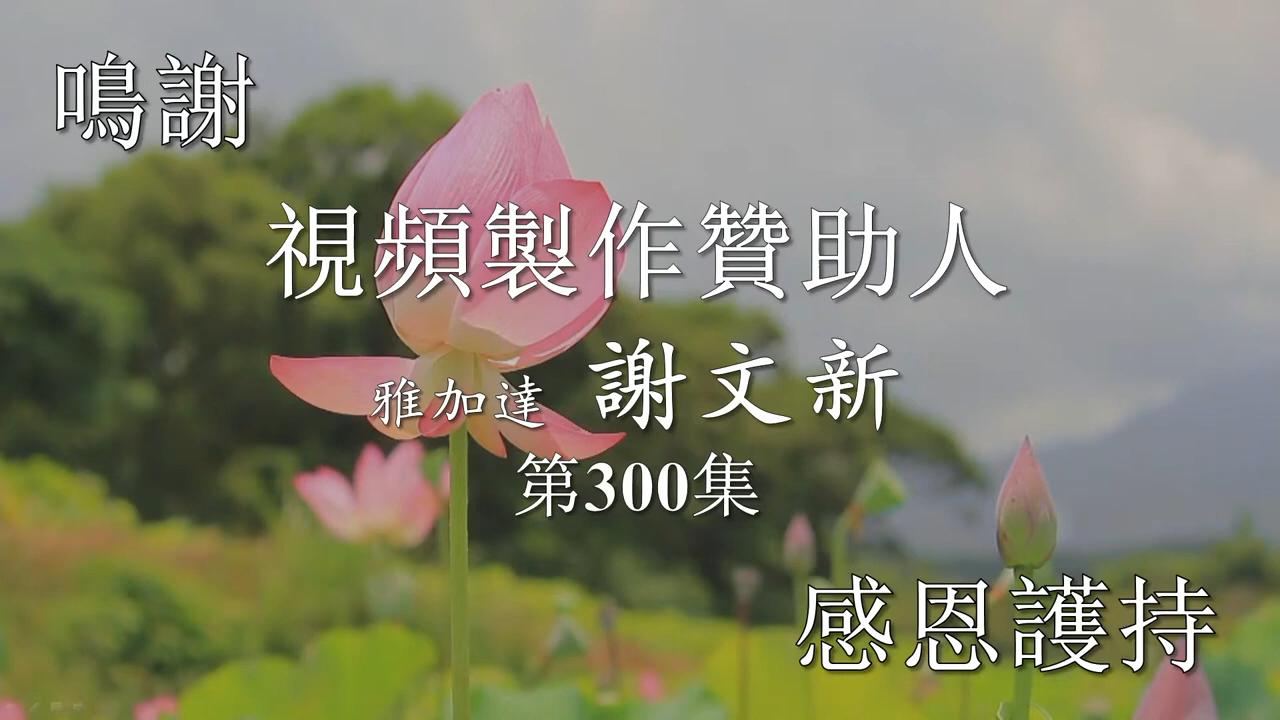 鳴謝
視頻製作贊助人
雅加達 謝文新
第300集
感恩護持